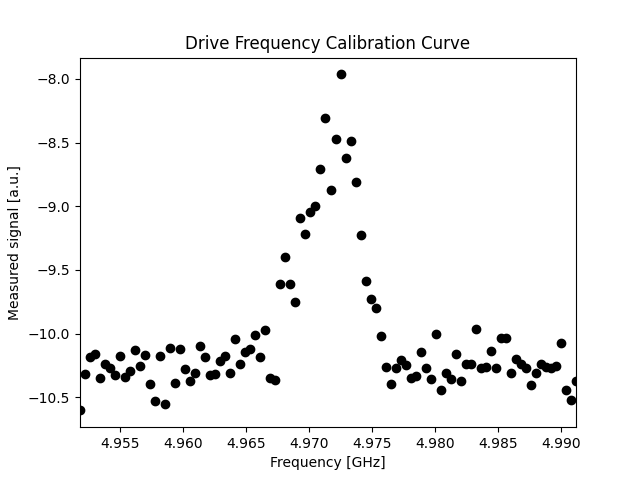 Drive Frequency Calibration Curve
Measured signal [a.u.]
−8.0
−8.5
−9.0
−9.5
−10.0
−10.5
4.955 4.960 4.965 4.970 4.975 4.980 4.985 4.990
Frequency [GHz]